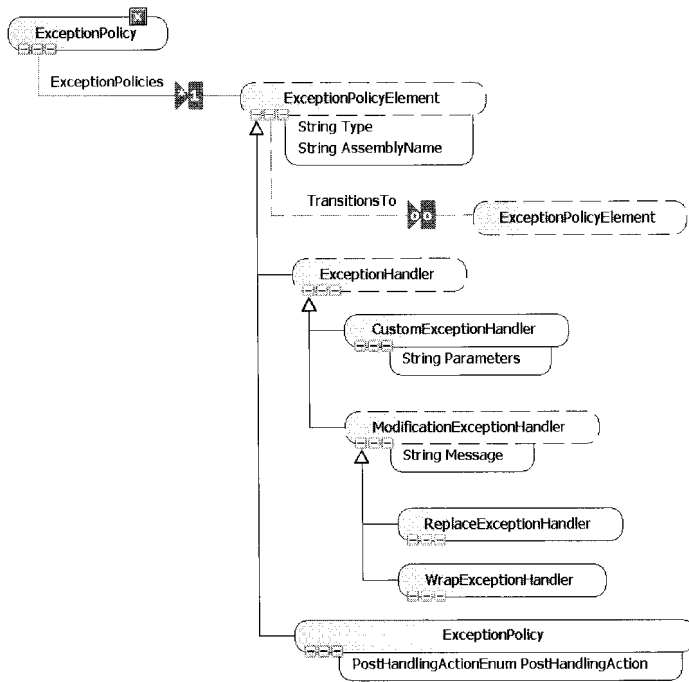 ExceptionPolicy
ExceptionPolicies
ExceptionPolicyElement
String Type
String AssemblyName
TransitionsTo
ExceptionPolicyElement
ExceptionHandler
CustomExceptionHandler
String Parameters
ModificationExceptionHandler
String Message
ReplaceExceptionHandler
WrapExceptionHandler
ExceptionPolicy
PostHandlingActionEnum PostHandlingAction